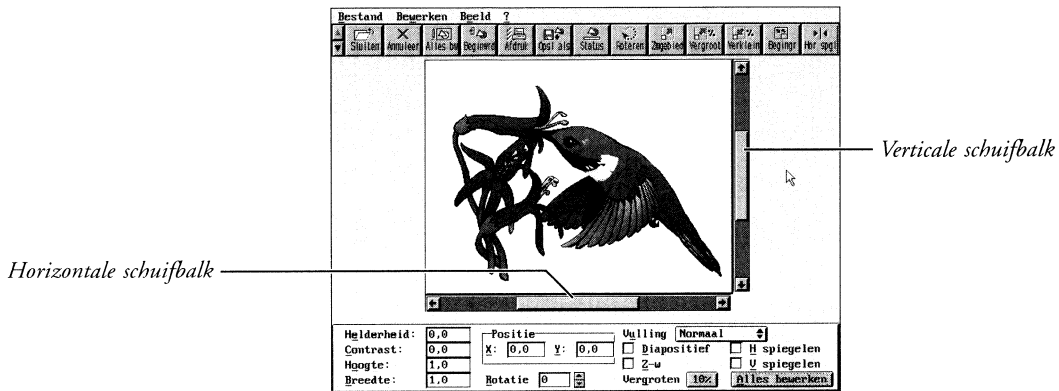 Bestand Bewerken Beeld ?
Sluiten Annuleer Alles bw Beginwrd Afdruk Opsl als Status Roteren Zmgebied Vergroot Verklein Begingr Hor spgl
Verticale schuifbalk
Horizontale schuifbalk
Helderheid: 0,0 Positie Vulling Normaal
Contrast: 0,0 X: 0,0 Y: 0,0 Diapositief H spiegelen
Hoogte: 1,0 Z-w V spiegelen
Breedte: 1,0 Rotatie 0 Vergroten 10% Alles bewerken